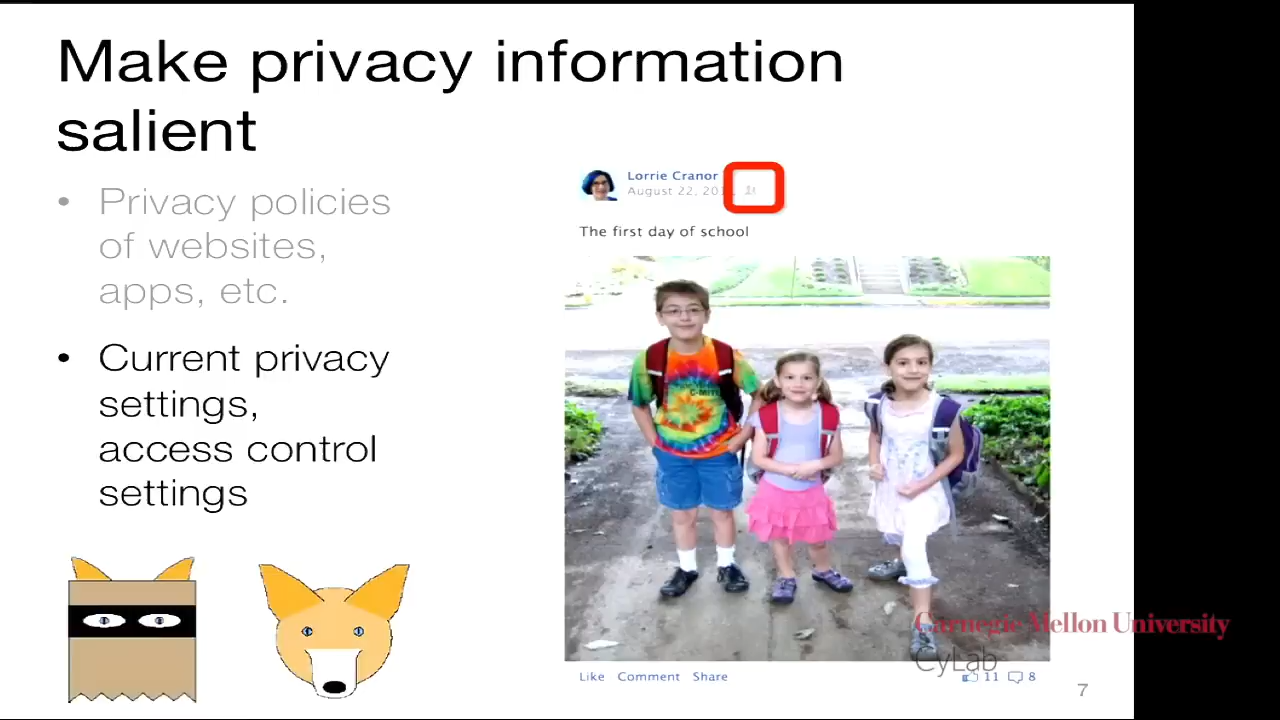 Make privacy information
salient
• Privacy policies
of websites,
apps, etc.
• Current privacy
settings,
access control
settings
Lorrie Cranor
August 22,
The first day of school
Like Comment Share
11 8
Carnegie Mellon University
CyLab
7